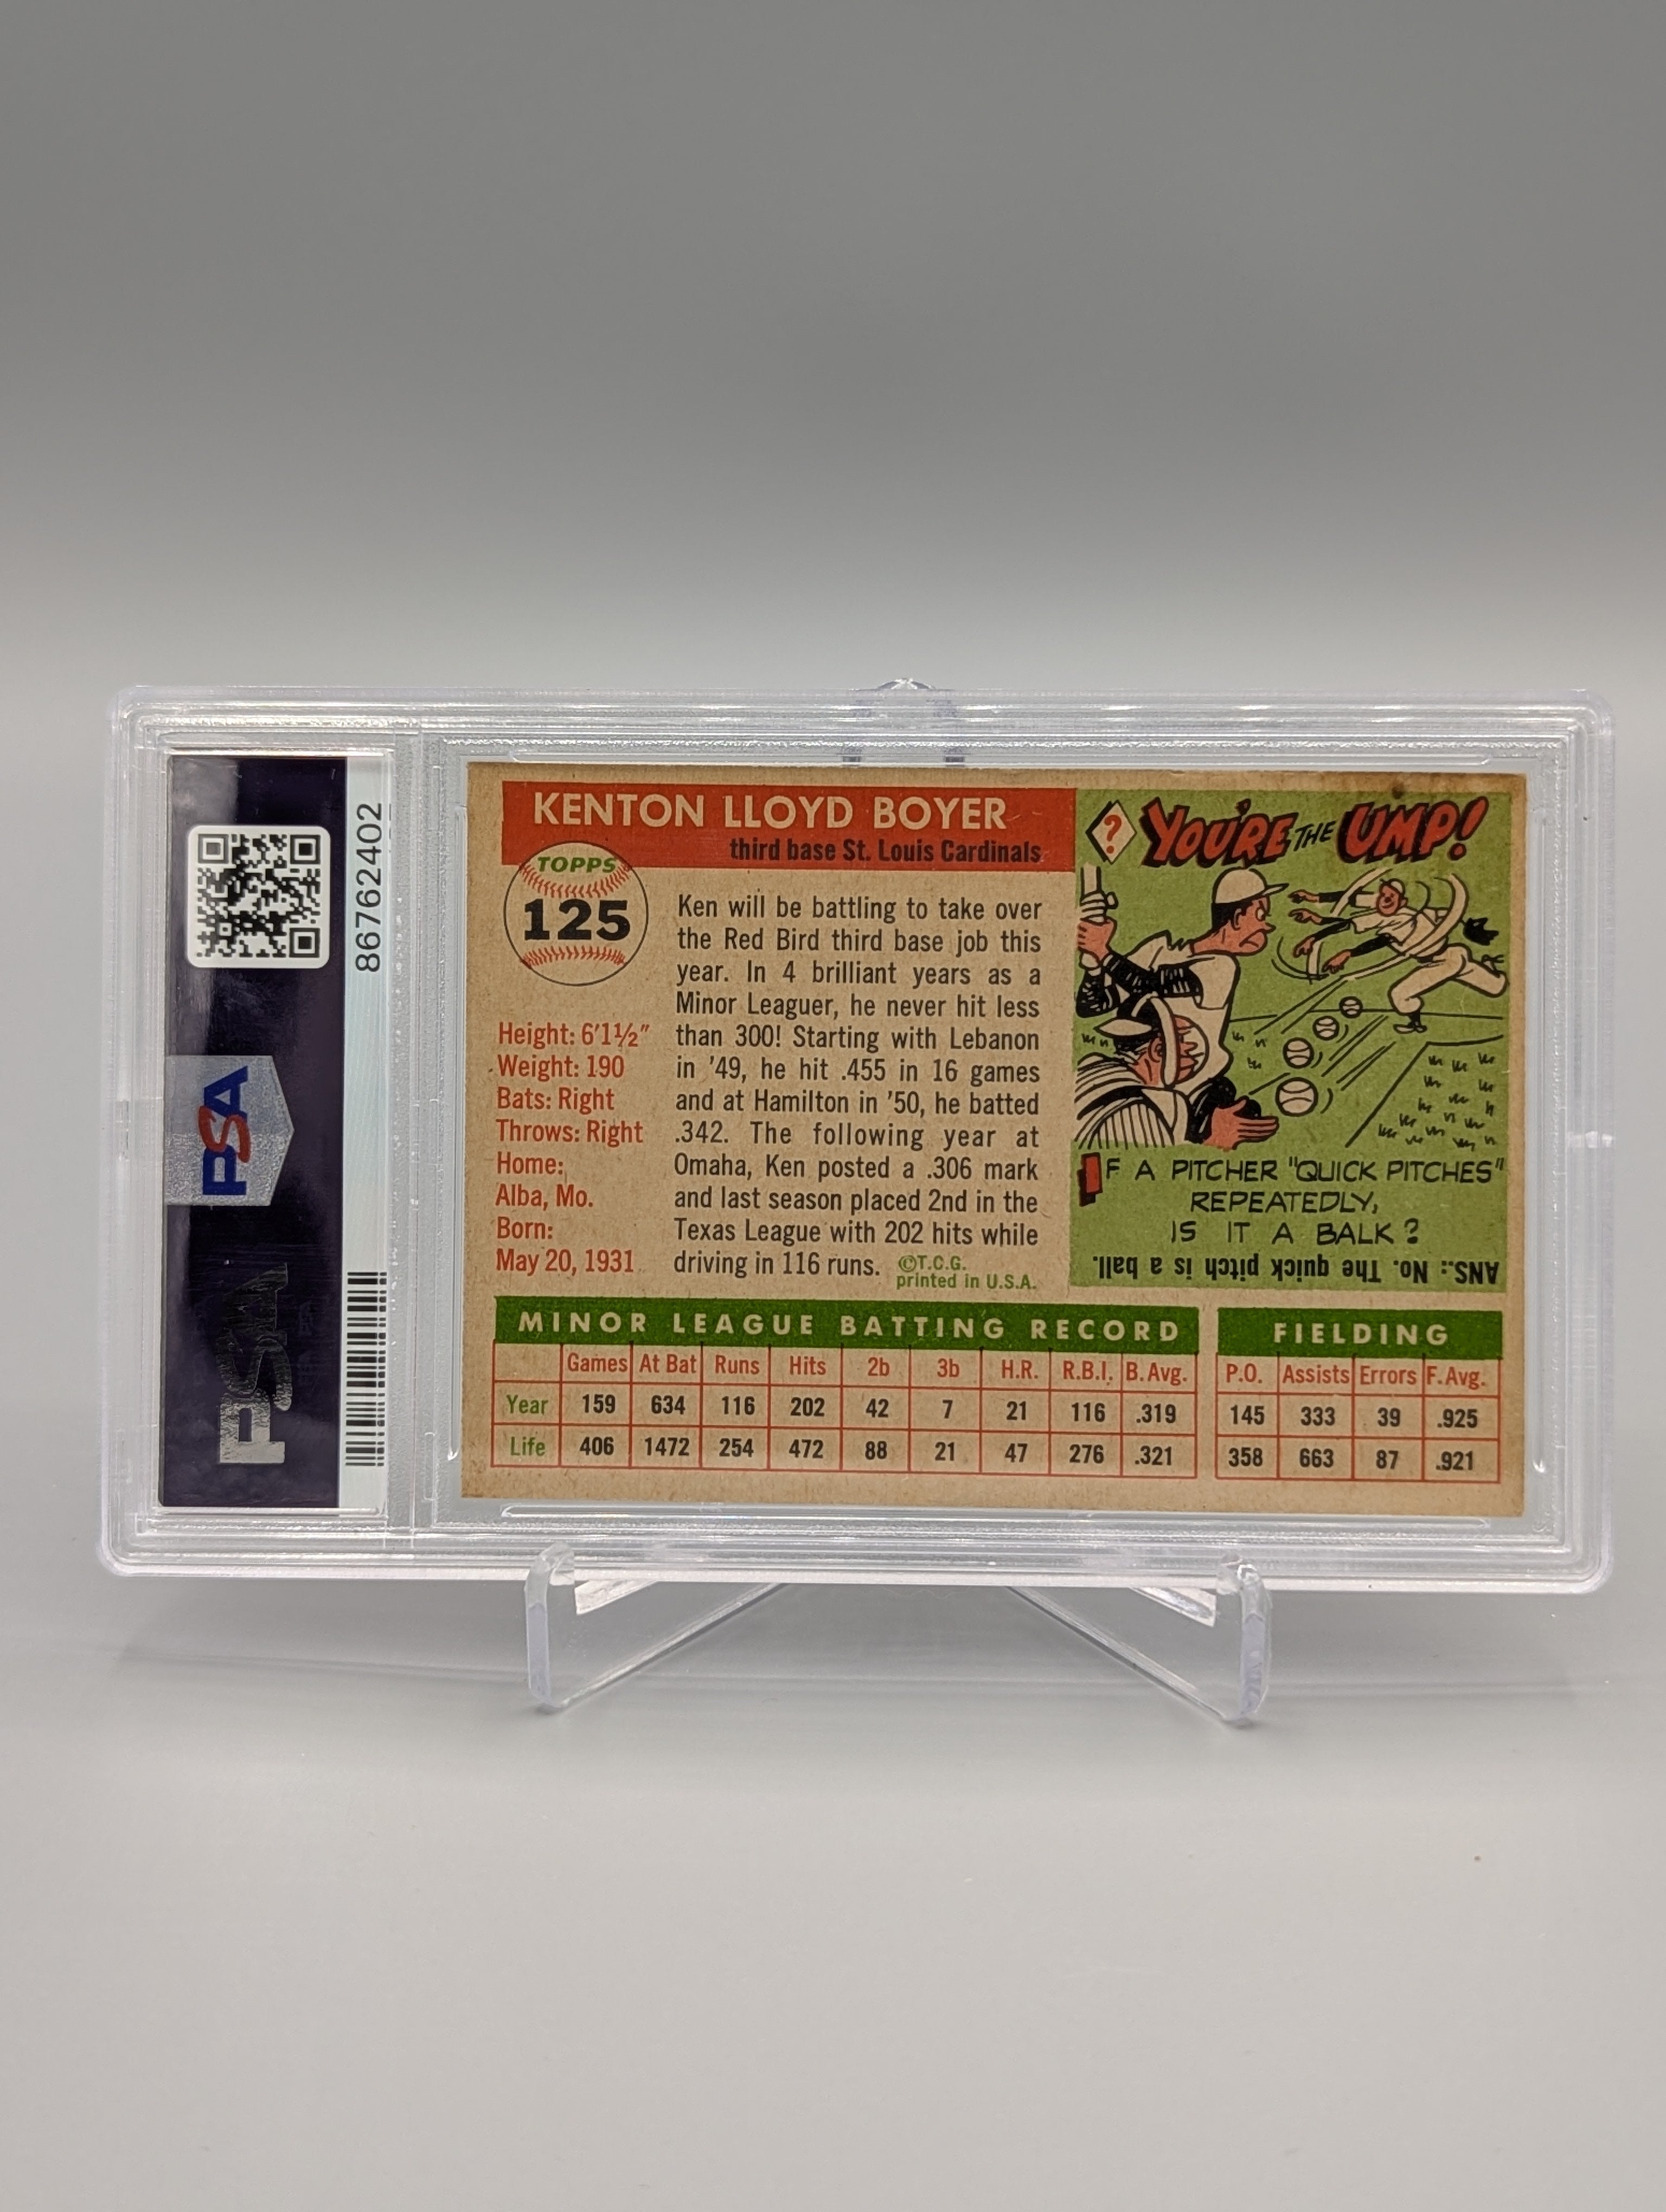 86762402
PSA
PSA
KENTON LLOYD BOYER
third base St. Louis Cardinals
TOPPS
125
Height: 6'1½"
Weight: 190
Bats: Right
Throws: Right
Home:
Alba, Mo.
Born:
May 20, 1931
Ken will be battling to take over
the Red Bird third base job this
year. In 4 brilliant years as a
Minor Leaguer, he never hit less
than 300! Starting with Lebanon
in '49, he hit .455 in 16 games
and at Hamilton in '50, he batted
.342. The following year at
Omaha, Ken posted a .306 mark
and last season placed 2nd in the
Texas League with 202 hits while
driving in 116 runs.
©T.C.G.
printed in U.S.A.
? YOU'RE THE UMP!
IF A PITCHER "QUICK PITCHES"
REPEATEDLY,
IS IT A BALK?
ANS.: No. The quick pitch is a ball.
MINOR LEAGUE BATTING RECORD
Games At Bat Runs Hits 2b 3b H.R. R.B.I. B. Avg.
Year 159 634 116 202 42 7 21 116 .319
Life 406 1472 254 472 88 21 47 276 .321
FIELDING
P.O. Assists Errors F. Avg.
145 333 39 .925
358 663 87 .921